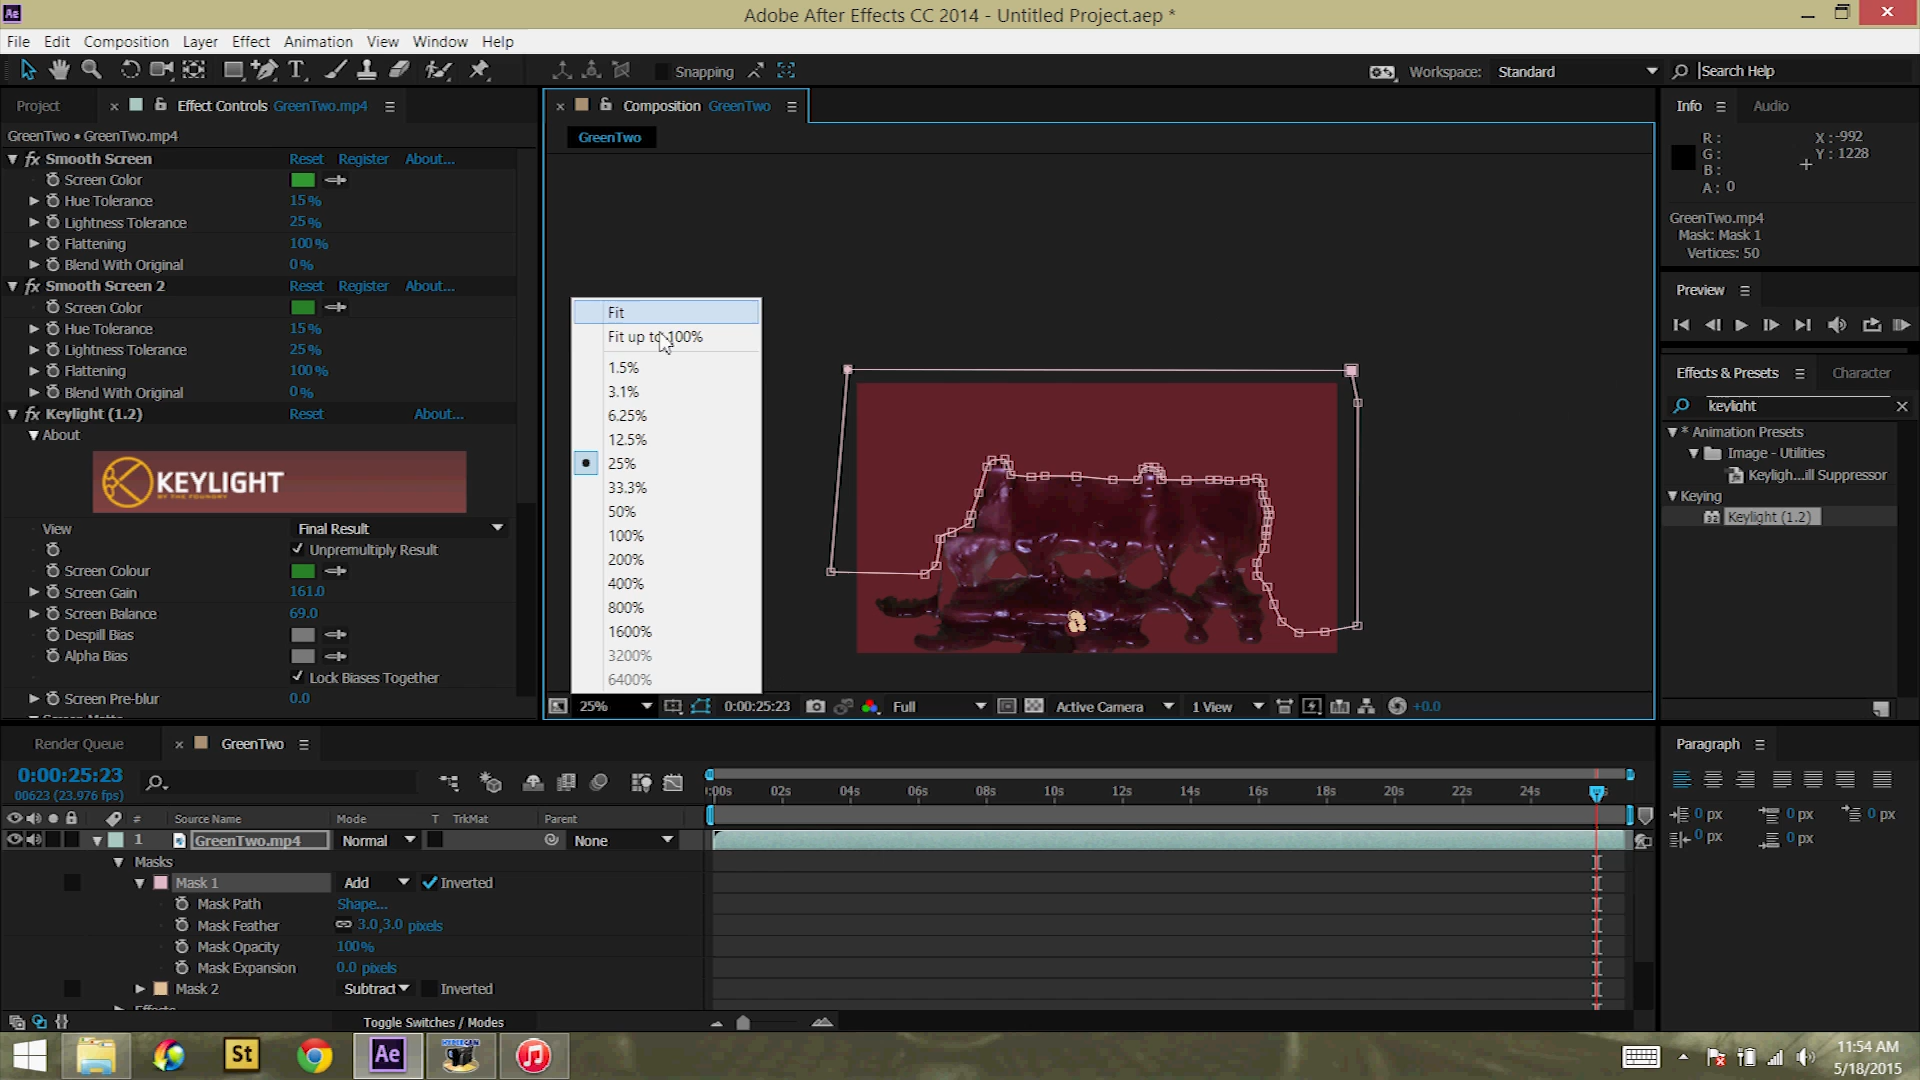 Ae
Adobe After Effects CC 2014 - Untitled Project.aep *
File Edit Composition Layer Effect Animation View Window Help
Snapping
Workspace: Standard
Search Help
Project
Effect Controls GreenTwo.mp4
Composition GreenTwo
Info
Audio
GreenTwo • GreenTwo.mp4
GreenTwo
R :
G :
B :
A : 0
X : -992
Y : 1228
fx Smooth Screen Reset Register About...
Screen Color
Hue Tolerance 15 %
Lightness Tolerance 25 %
Flattening 100 %
Blend With Original 0 %
fx Smooth Screen 2 Reset Register About...
Screen Color
Hue Tolerance 15 %
Lightness Tolerance 25 %
Flattening 100 %
Blend With Original 0 %
fx Keylight (1.2) Reset About...
About
KEYLIGHT
BY THE FOUNDRY
View Final Result
Unpremultiply Result
Screen Colour
Screen Gain 161.0
Screen Balance 69.0
Despill Bias
Alpha Bias
Lock Biases Together
Screen Pre-blur 0.0
Fit
Fit up to 100%
1.5%
3.1%
6.25%
12.5%
25%
33.3%
50%
100%
200%
400%
800%
1600%
3200%
6400%
25%
0:00:25:23
Full
Active Camera
1 View
+0.0
GreenTwo.mp4
Mask: Mask 1
Vertices: 50
Preview
Effects & Presets
Character
keylight
* Animation Presets
Image - Utilities
Keyligh...ill Suppressor
Keying
32 Keylight (1.2)
Render Queue
GreenTwo
0:00:25:23
00623 (23.976 fps)
:00s 02s 04s 06s 08s 10s 12s 14s 16s 18s 20s 22s 24s
# Source Name Mode T TrkMat Parent
1 GreenTwo.mp4 Normal None
Masks
Mask 1 Add Inverted
Mask Path Shape...
Mask Feather 3.0,3.0 pixels
Mask Opacity 100%
Mask Expansion 0.0 pixels
Mask 2 Subtract Inverted
Toggle Switches / Modes
Paragraph
0 px 0 px 0 px
0 px 0 px
St
Ae
11:54 AM
5/18/2015